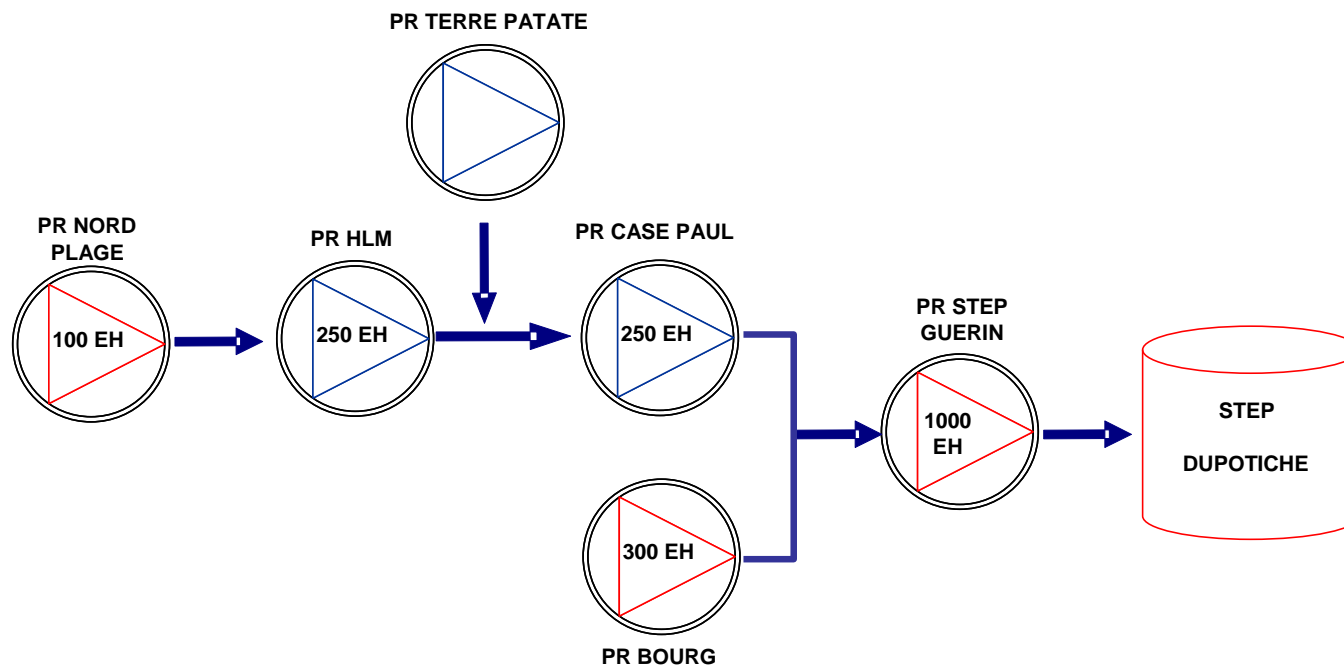 PR TERRE PATATE
PR NORD
PLAGE
100 EH
PR HLM
250 EH
PR CASE PAUL
250 EH
PR STEP
GUERIN
1000
EH
STEP
DUPOTICHE
300 EH
PR BOURG